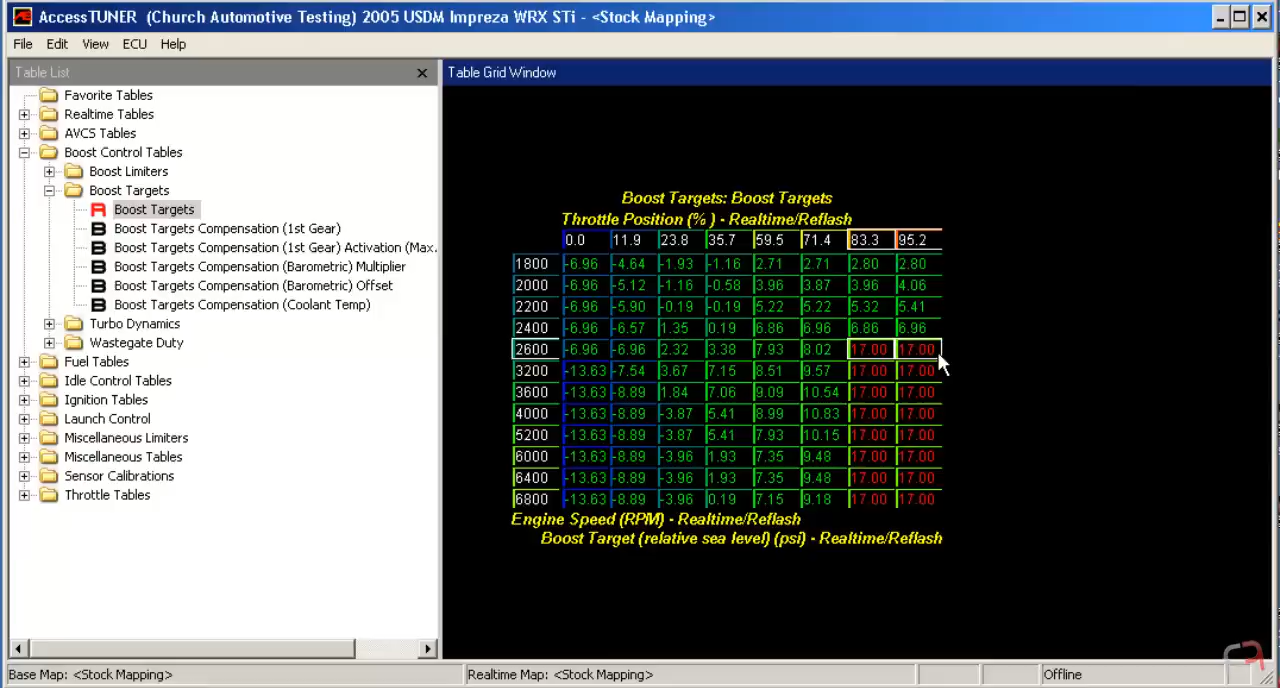 AccessTUNER (Church Automotive Testing) 2005 USDM Impreza WRX STi - <Stock Mapping>
File Edit View ECU Help
Table List
Favorite Tables
Realtime Tables
AVCS Tables
Boost Control Tables
Boost Limiters
Boost Targets
Boost Targets
Boost Targets Compensation (1st Gear)
Boost Targets Compensation (1st Gear) Activation (Max.
Boost Targets Compensation (Barometric) Multiplier
Boost Targets Compensation (Barometric) Offset
Boost Targets Compensation (Coolant Temp)
Turbo Dynamics
Wastegate Duty
Fuel Tables
Idle Control Tables
Ignition Tables
Launch Control
Miscellaneous Limiters
Miscellaneous Tables
Sensor Calibrations
Throttle Tables
Table Grid Window
Boost Targets: Boost Targets
Throttle Position (% ) - Realtime/Reflash
0.0 11.9 23.8 35.7 59.5 71.4 83.3 95.2
1800 -6.96 -4.64 -1.93 -1.16 2.71 2.71 2.80 2.80
2000 -6.96 -5.12 -1.16 -0.58 3.96 3.87 3.96 4.06
2200 -6.96 -5.90 -0.19 -0.19 5.22 5.22 5.32 5.41
2400 -6.96 -6.57 1.35 0.19 6.86 6.96 6.86 6.96
2600 -6.96 -6.96 2.32 3.38 7.93 8.02 17.00 17.00
3200 -13.63 -7.54 3.67 7.15 8.51 9.57 17.00 17.00
3600 -13.63 -8.89 1.84 7.06 9.09 10.54 17.00 17.00
4000 -13.63 -8.89 -3.87 5.41 8.99 10.83 17.00 17.00
5200 -13.63 -8.89 -3.87 5.41 7.93 10.15 17.00 17.00
6000 -13.63 -8.89 -3.96 1.93 7.35 9.48 17.00 17.00
6400 -13.63 -8.89 -3.96 1.93 7.35 9.48 17.00 17.00
6800 -13.63 -8.89 -3.96 0.19 7.15 9.18 17.00 17.00
Engine Speed (RPM) - Realtime/Reflash
Boost Target (relative sea level) (psi) - Realtime/Reflash
Base Map: <Stock Mapping> Realtime Map: <Stock Mapping> Offline